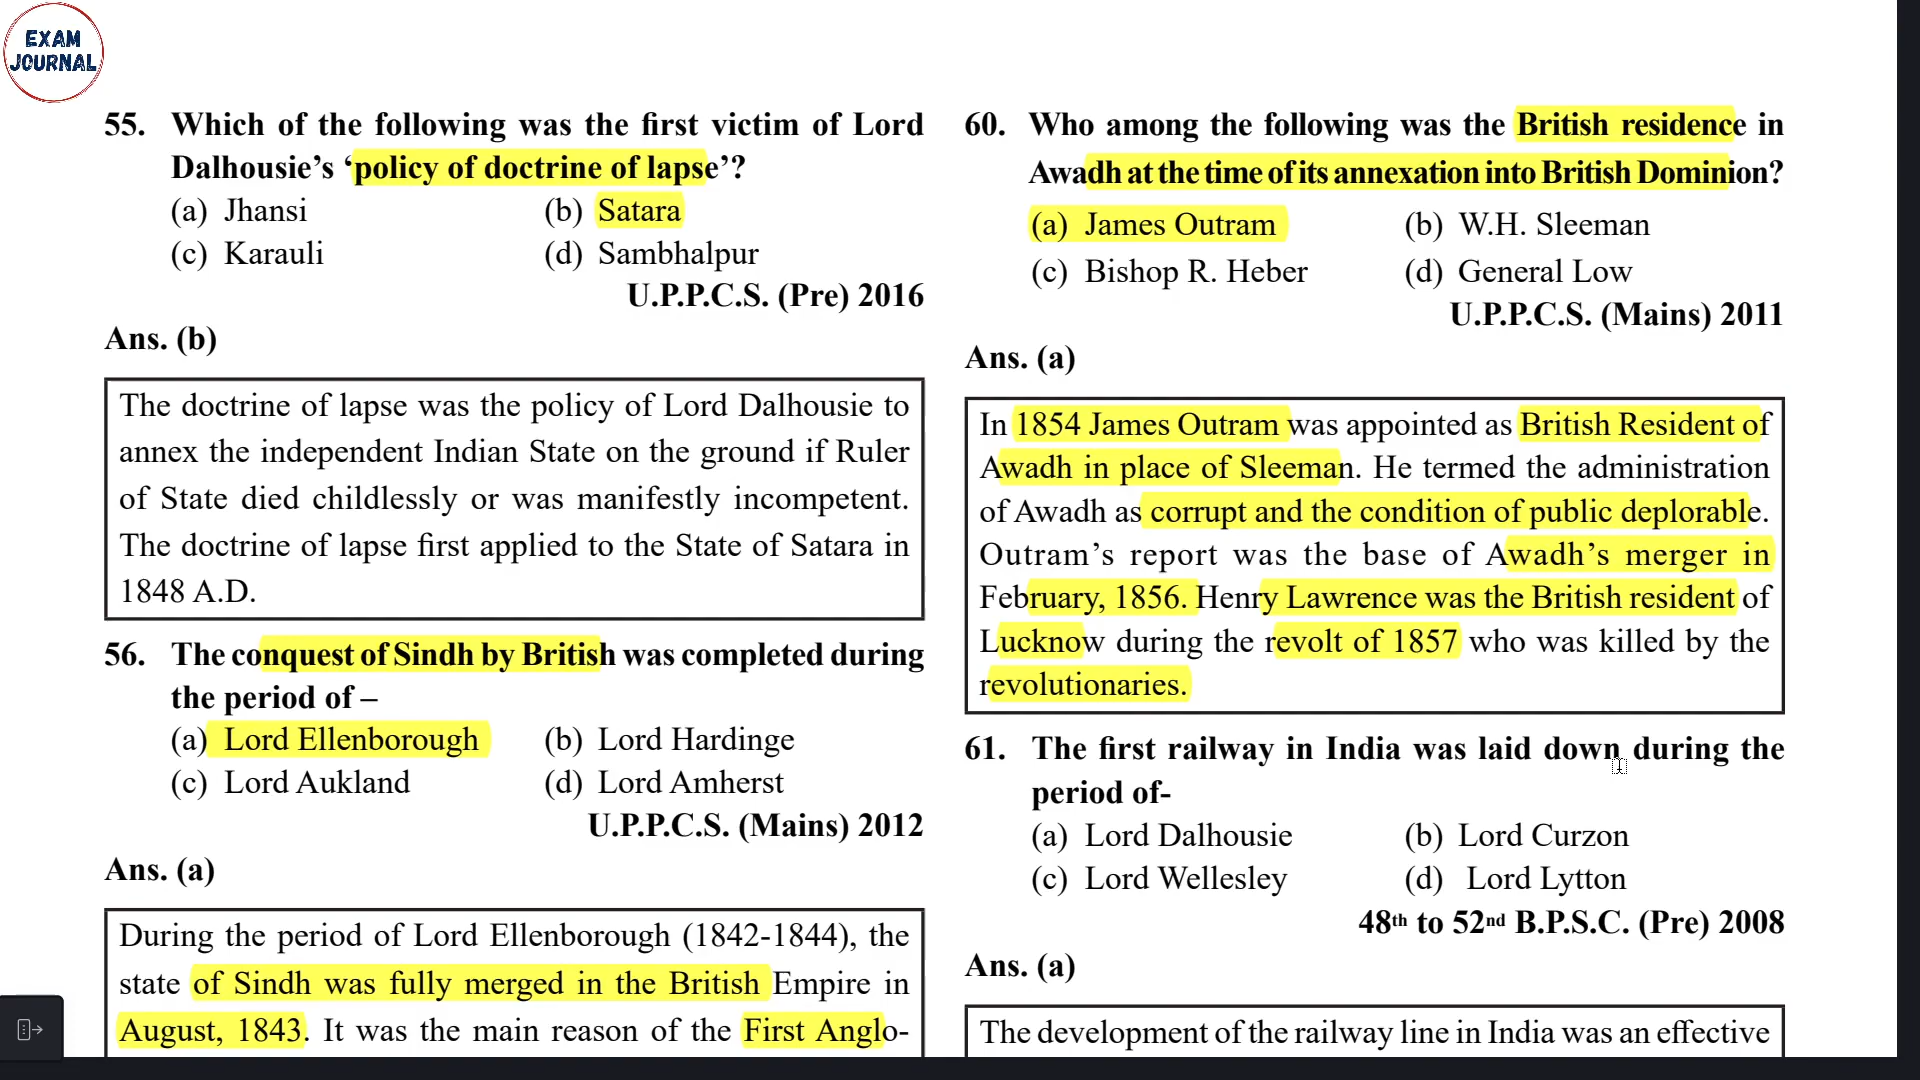 EXAM
JOURNAL
55. Which of the following was the first victim of Lord
Dalhousie’s ‘policy of doctrine of lapse’?
(a) Jhansi (b) Satara
(c) Karauli (d) Sambhalpur
U.P.P.C.S. (Pre) 2016
Ans. (b)
The doctrine of lapse was the policy of Lord Dalhousie to
annex the independent Indian State on the ground if Ruler
of State died childlessly or was manifestly incompetent.
The doctrine of lapse first applied to the State of Satara in
1848 A.D.
56. The conquest of Sindh by British was completed during
the period of –
(a) Lord Ellenborough (b) Lord Hardinge
(c) Lord Aukland (d) Lord Amherst
U.P.P.C.S. (Mains) 2012
Ans. (a)
During the period of Lord Ellenborough (1842-1844), the
state of Sindh was fully merged in the British Empire in
August, 1843. It was the main reason of the First Anglo-
60. Who among the following was the British residence in
Awadh at the time of its annexation into British Dominion?
(a) James Outram (b) W.H. Sleeman
(c) Bishop R. Heber (d) General Low
U.P.P.C.S. (Mains) 2011
Ans. (a)
In 1854 James Outram was appointed as British Resident of
Awadh in place of Sleeman. He termed the administration
of Awadh as corrupt and the condition of public deplorable.
Outram’s report was the base of Awadh’s merger in
February, 1856. Henry Lawrence was the British resident of
Lucknow during the revolt of 1857 who was killed by the
revolutionaries.
61. The first railway in India was laid down during the
period of-
(a) Lord Dalhousie (b) Lord Curzon
(c) Lord Wellesley (d) Lord Lytton
48th to 52nd B.P.S.C. (Pre) 2008
Ans. (a)
The development of the railway line in India was an effective